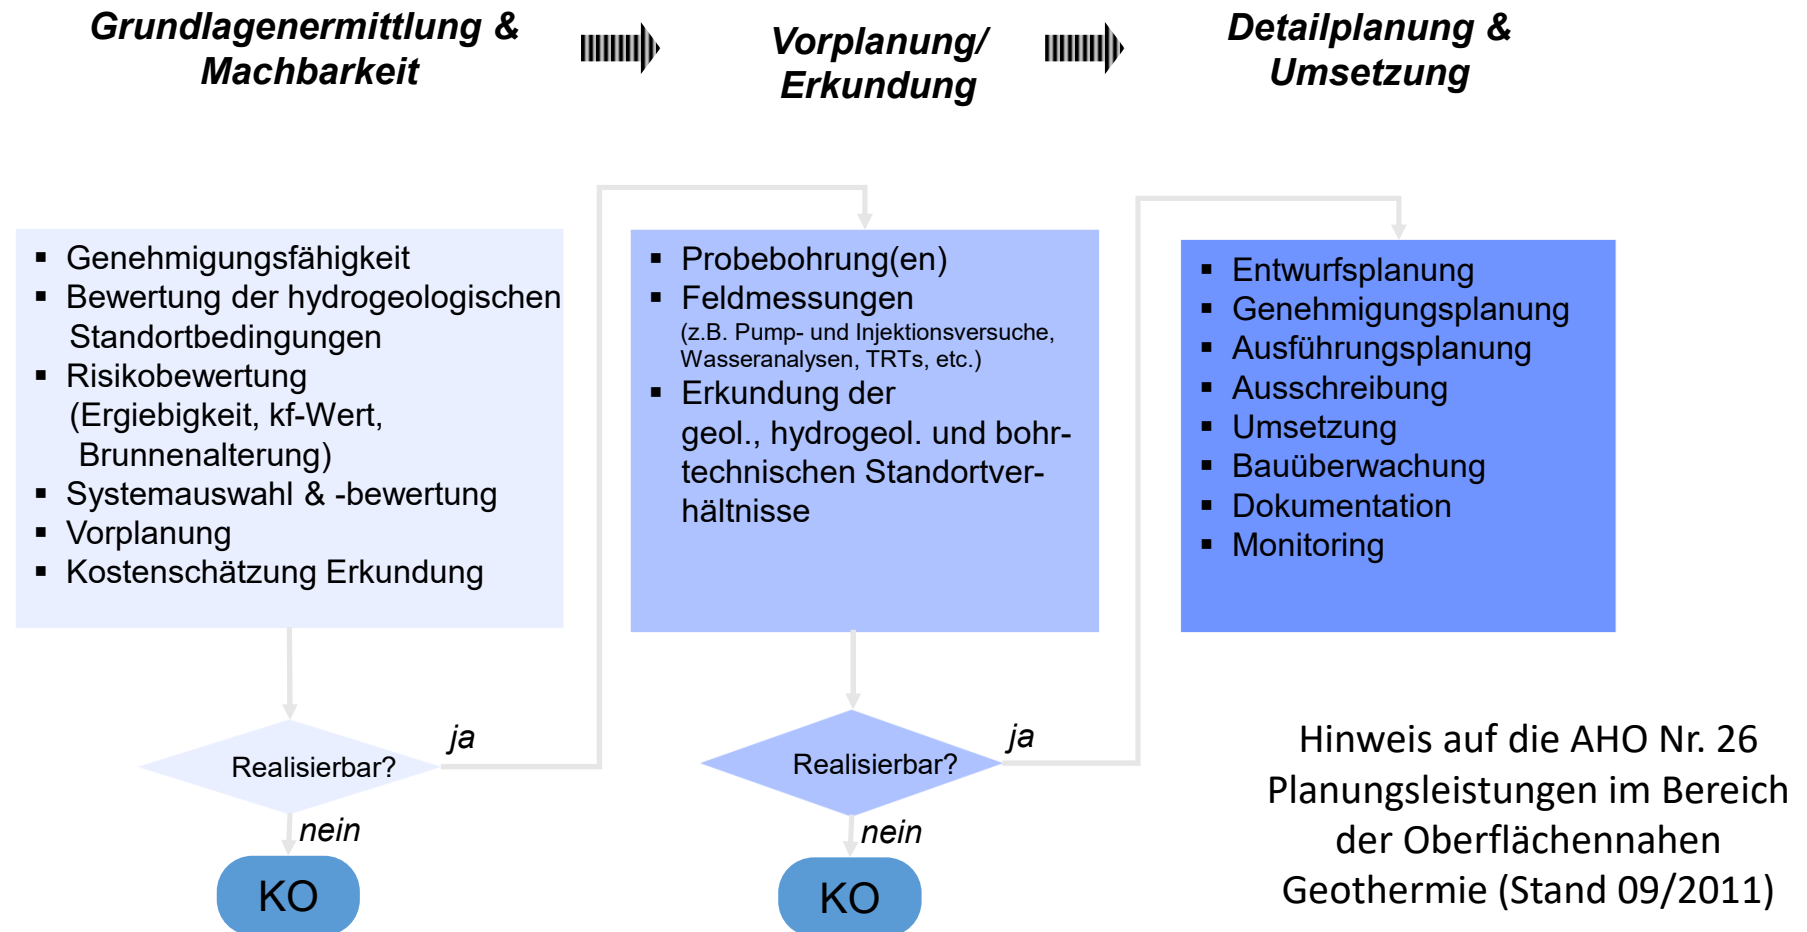 Grundlagenermittlung &
Machbarkeit
Vorplanung/
Erkundung
Detailplanung &
Umsetzung
▪ Genehmigungsfähigkeit
▪ Bewertung der hydrogeologischen
Standortbedingungen
▪ Risikobewertung
(Ergiebigkeit, kf-Wert,
Brunnenalterung)
▪ Systemauswahl & -bewertung
▪ Vorplanung
▪ Kostenschätzung Erkundung
Realisierbar?
ja
nein
KO
▪ Probebohrung(en)
▪ Feldmessungen
(z.B. Pump- und Injektionsversuche,
Wasseranalysen, TRTs, etc.)
▪ Erkundung der
geol., hydrogeol. und bohr-
technischen Standortver-
hältnisse
Realisierbar?
ja
nein
KO
▪ Entwurfsplanung
▪ Genehmigungsplanung
▪ Ausführungsplanung
▪ Ausschreibung
▪ Umsetzung
▪ Bauüberwachung
▪ Dokumentation
▪ Monitoring
Hinweis auf die AHO Nr. 26
Planungsleistungen im Bereich
der Oberflächennahen
Geothermie (Stand 09/2011)